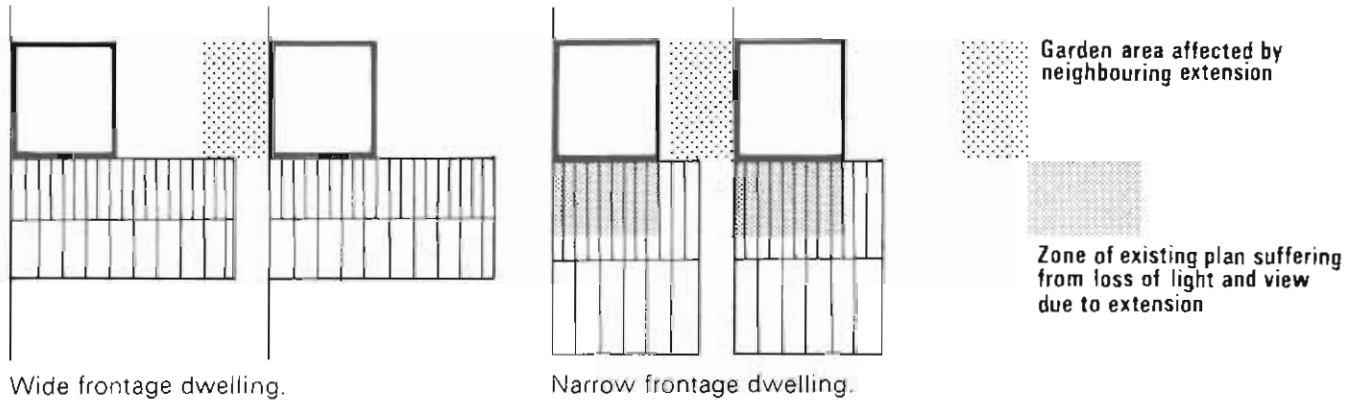 Garden area affected by
neighbouring extension
Zone of existing plan suffering
from loss of light and view
due to extension
Wide frontage dwelling.
Narrow frontage dwelling.